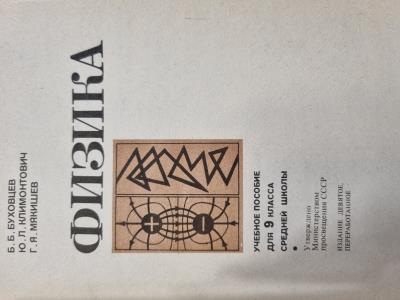 Б. Б. БУХОВЦЕВ
Ю. Л. КЛИМОНТОВИЧ
Г. Я. МЯКИШЕВ
ФИЗИКА
+
−
УЧЕБНОЕ ПОСОБИЕ
ДЛЯ 9 КЛАССА
СРЕДНЕЙ ШКОЛЫ
•
Утверждено
Министерством
просвещения СССР
ИЗДАНИЕ ДЕВЯТОЕ,
ПЕРЕРАБОТАННОЕ